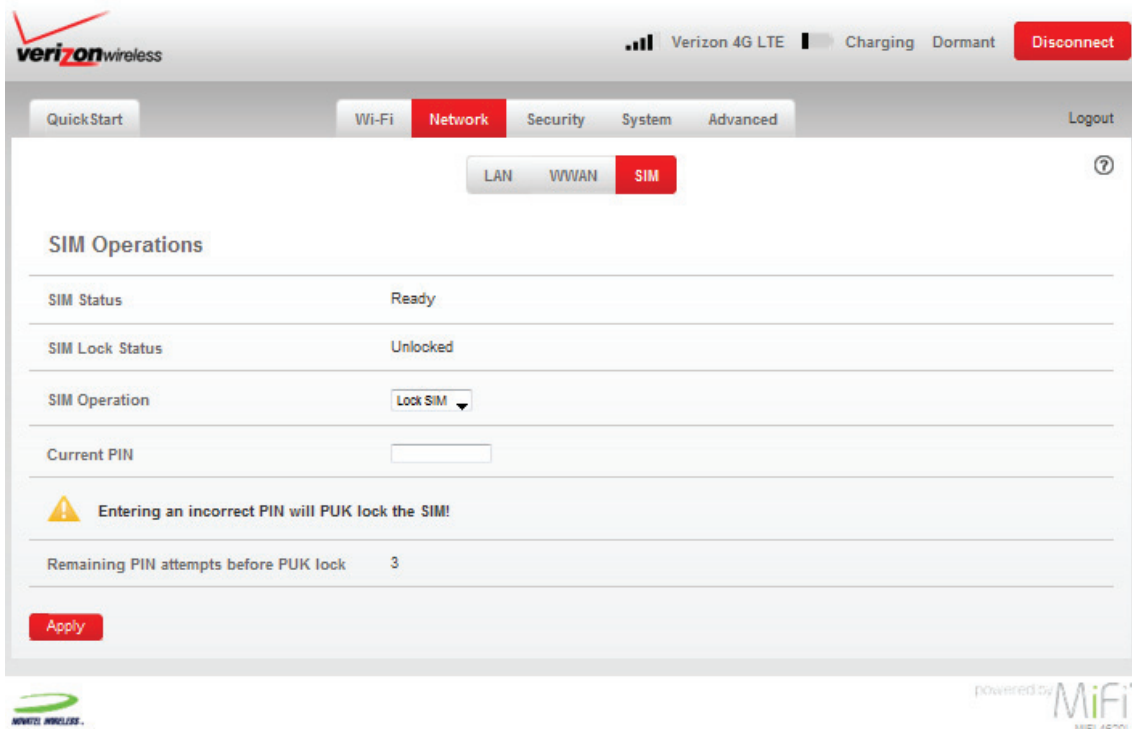 verizonwireless
Verizon 4G LTE Charging Dormant Disconnect
QuickStart Wi-Fi Network Security System Advanced Logout
LAN WWAN SIM ?
SIM Operations
SIM Status Ready
SIM Lock Status Unlocked
SIM Operation Lock SIM
Current PIN
Entering an incorrect PIN will PUK lock the SIM!
Remaining PIN attempts before PUK lock 3
Apply
NOVATEL WIRELESS.
powered by MiFi